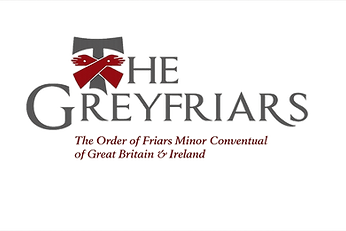 THE
GREYFRIARS
The Order of Friars Minor Conventual
of Great Britain & Ireland